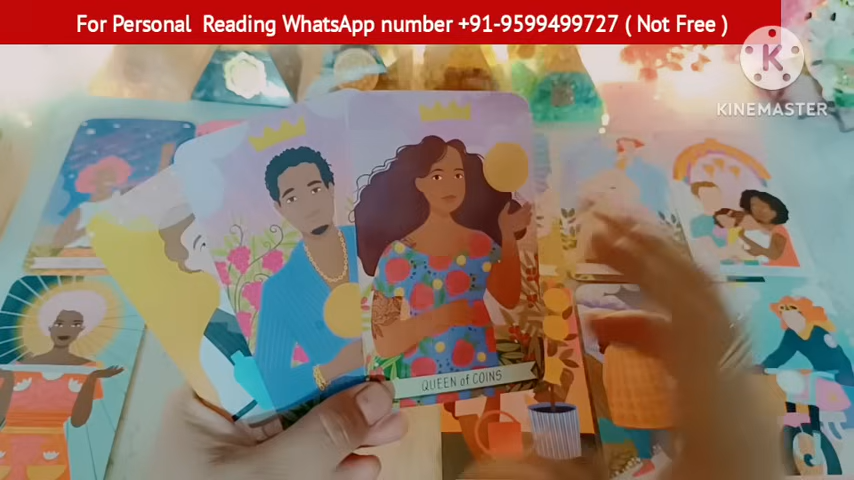 For Personal Reading WhatsApp number +91-9599499727 ( Not Free )
K
KINEMASTER
QUEEN of COINS